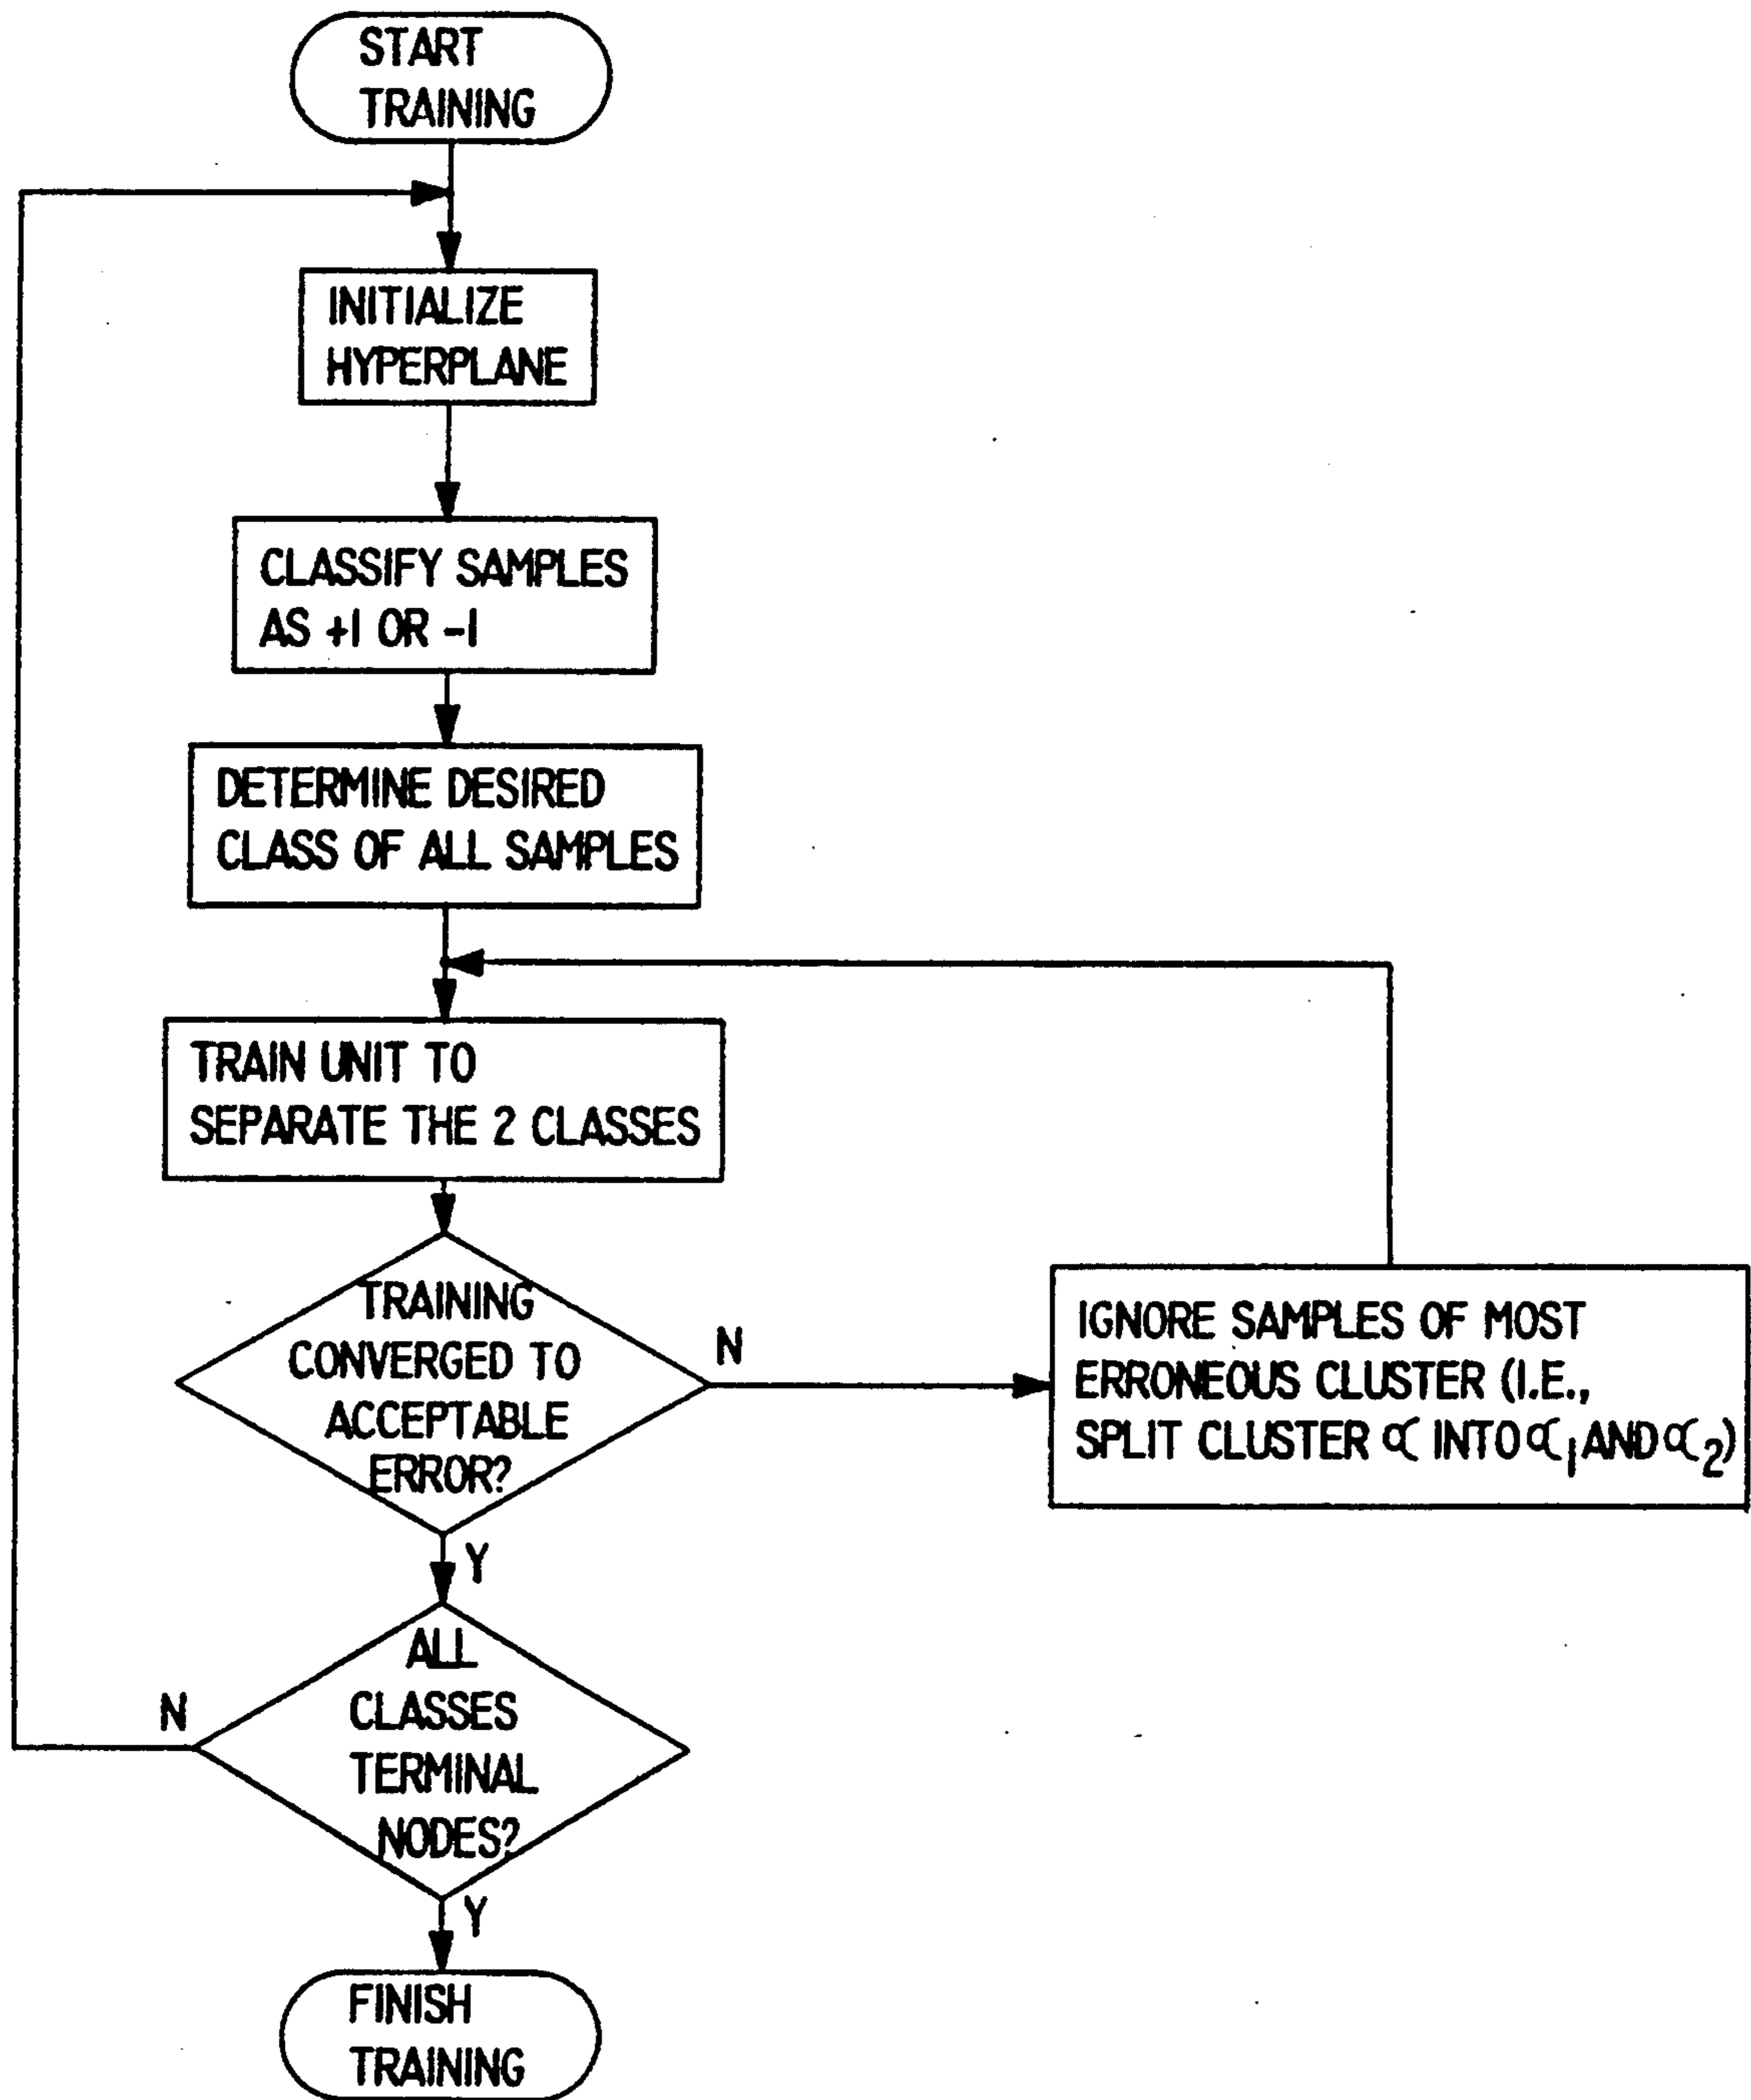 START
TRAINING
INITIALIZE
HYPERPLANE
CLASSIFY SAMPLES
AS +1 OR -1
DETERMINE DESIRED
CLASS OF ALL SAMPLES
TRAIN UNIT TO
SEPARATE THE 2 CLASSES
TRAINING
CONVERGED TO
ACCEPTABLE
ERROR?
N
IGNORE SAMPLES OF MOST
ERRONEOUS CLUSTER (I.E.,
SPLIT CLUSTER α INTO α₁ AND α₂)
Y
ALL
CLASSES
TERMINAL
NODES?
N
Y
FINISH
TRAINING